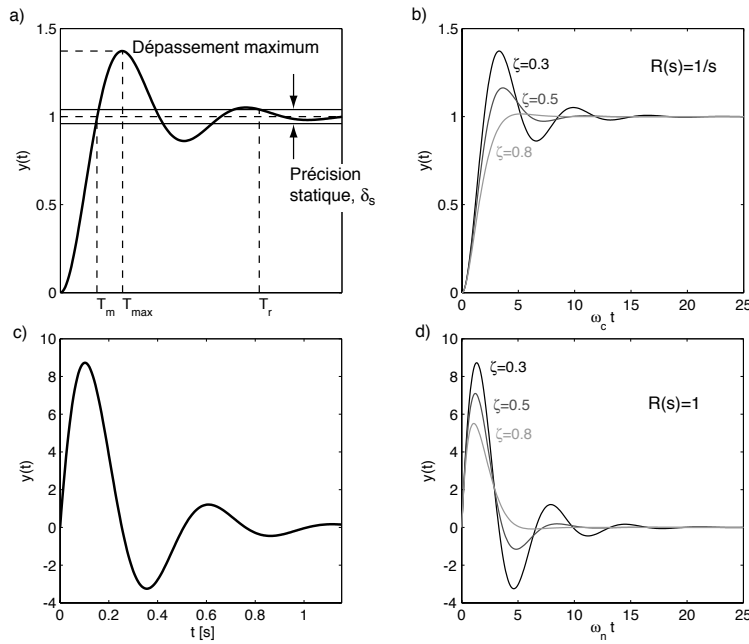 a)
1.5
1
0.5
0
y(t)
Dépassement maximum
Précision
statique, δs
Tm
Tmax
Tr
b)
1.5
1
0.5
0
y(t)
ζ=0.3
ζ=0.5
ζ=0.8
R(s)=1/s
0 5 10 15 20 25
ωc t
c)
10
8
6
4
2
0
-2
-4
y(t)
0 0.2 0.4 0.6 0.8 1
t [s]
d)
10
8
6
4
2
0
-2
-4
y(t)
ζ=0.3
ζ=0.5
ζ=0.8
R(s)=1
0 5 10 15 20 25
ωn t